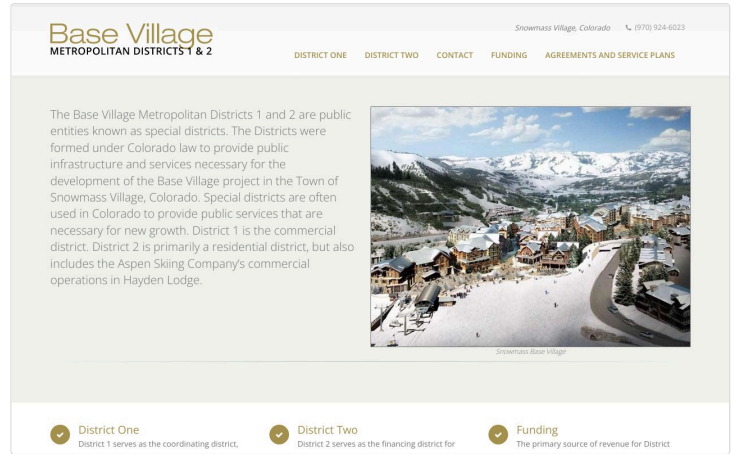 Base Village
METROPOLITAN DISTRICTS 1 & 2
Snowmass Village, Colorado (970) 924-6023
DISTRICT ONE DISTRICT TWO CONTACT FUNDING AGREEMENTS AND SERVICE PLANS
The Base Village Metropolitan Districts 1 and 2 are public
entities known as special districts. The Districts were
formed under Colorado law to provide public
infrastructure and services necessary for the
development of the Base Village project in the Town of
Snowmass Village, Colorado. Special districts are often
used in Colorado to provide public services that are
necessary for new growth. District 1 is the commercial
district. District 2 is primarily a residential district, but also
includes the Aspen Skiing Company's commercial
operations in Hayden Lodge.
Snowmass Base Village
District One
District 1 serves as the coordinating district,
District Two
District 2 serves as the financing district for
Funding
The primary source of revenue for District